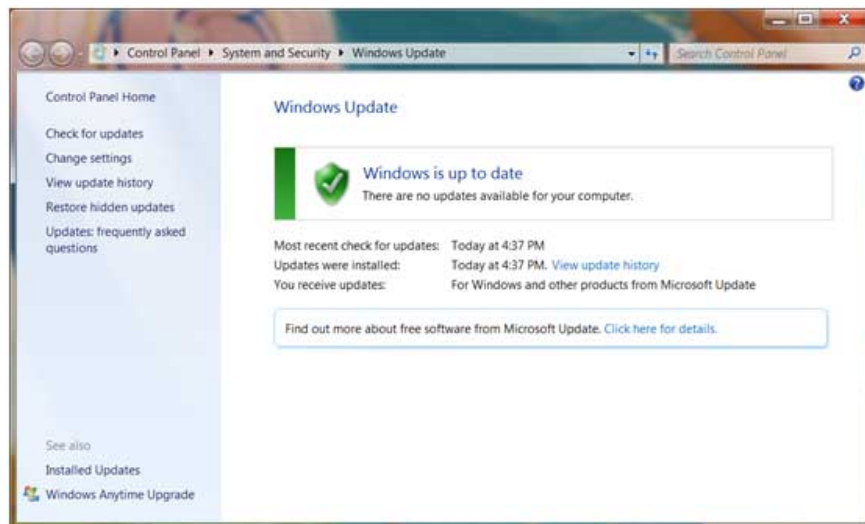 Control Panel ▸ System and Security ▸ Windows Update
Search Control Panel
Control Panel Home
Check for updates
Change settings
View update history
Restore hidden updates
Updates: frequently asked
questions
See also
Installed Updates
Windows Anytime Upgrade
Windows Update
Windows is up to date
There are no updates available for your computer.
Most recent check for updates: Today at 4:37 PM
Updates were installed: Today at 4:37 PM. View update history
You receive updates: For Windows and other products from Microsoft Update
Find out more about free software from Microsoft Update. Click here for details.